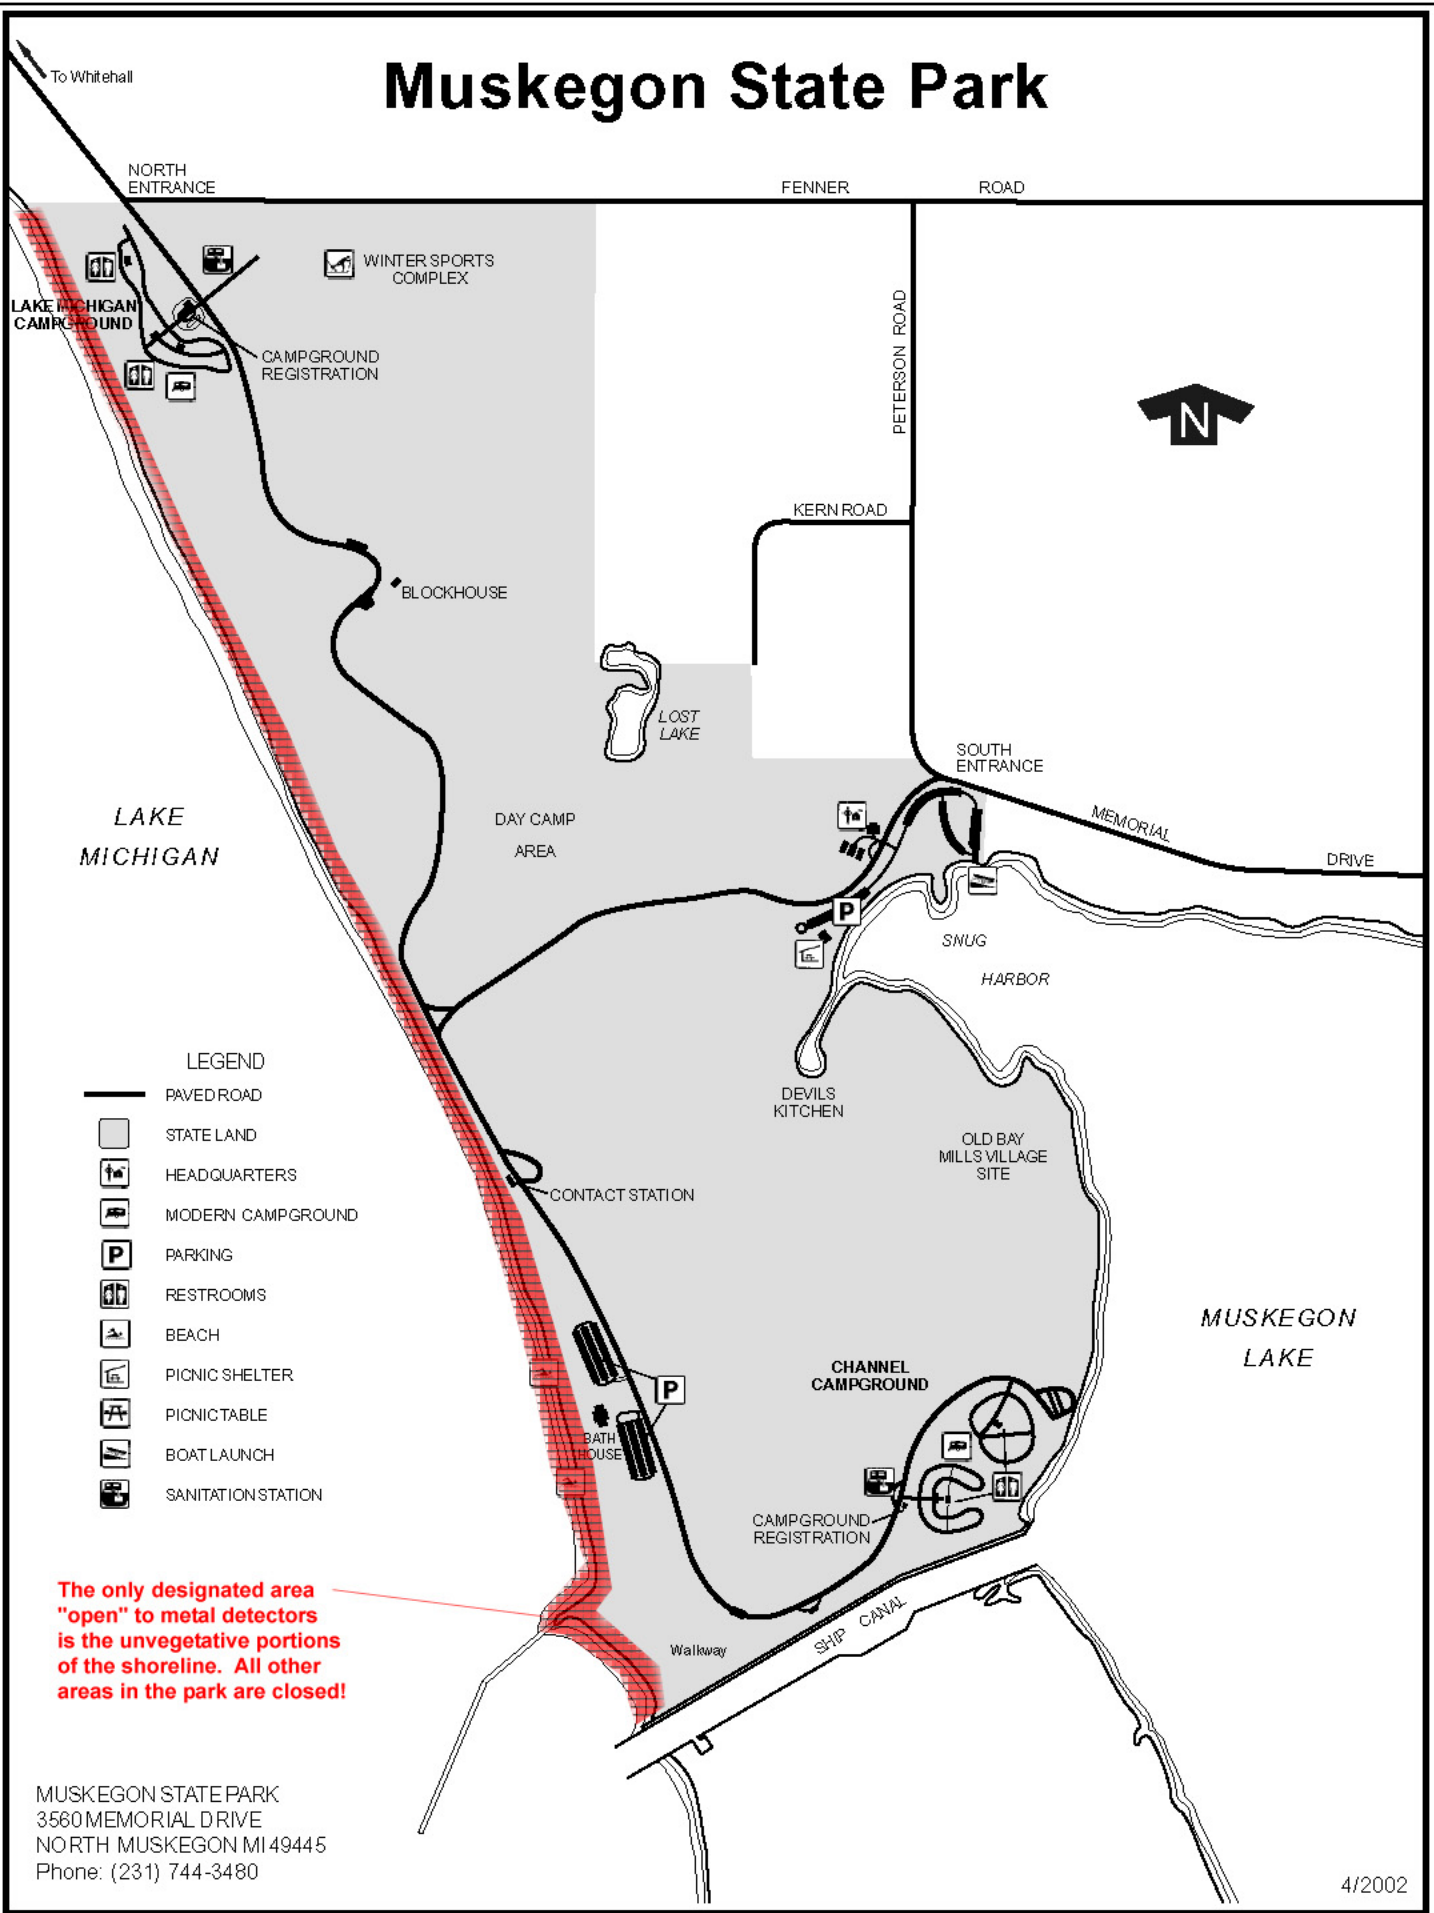 Muskegon State Park
To Whitehall
NORTH
ENTRANCE
FENNER
ROAD
WINTER SPORTS
COMPLEX
LAKE MICHIGAN
CAMPGROUND
CAMPGROUND
REGISTRATION
PETERSON ROAD
N
KERN ROAD
BLOCKHOUSE
LOST
LAKE
SOUTH
ENTRANCE
MEMORIAL
DRIVE
LAKE
MICHIGAN
DAY CAMP
AREA
P
SNUG
HARBOR
DEVILS
KITCHEN
OLD BAY
MILLS VILLAGE
SITE
CONTACT STATION
LEGEND
PAVED ROAD
STATE LAND
HEADQUARTERS
MODERN CAMPGROUND
P PARKING
RESTROOMS
BEACH
PICNIC SHELTER
PICNIC TABLE
BOAT LAUNCH
SANITATION STATION
MUSKEGON
LAKE
CHANNEL
CAMPGROUND
P
BATH
HOUSE
CAMPGROUND
REGISTRATION
SHIP CANAL
Walkway
The only designated area
"open" to metal detectors
is the unvegetative portions
of the shoreline. All other
areas in the park are closed!
MUSKEGON STATE PARK
3560 MEMORIAL DRIVE
NORTH MUSKEGON MI 49445
Phone: (231) 744-3480
4/2002